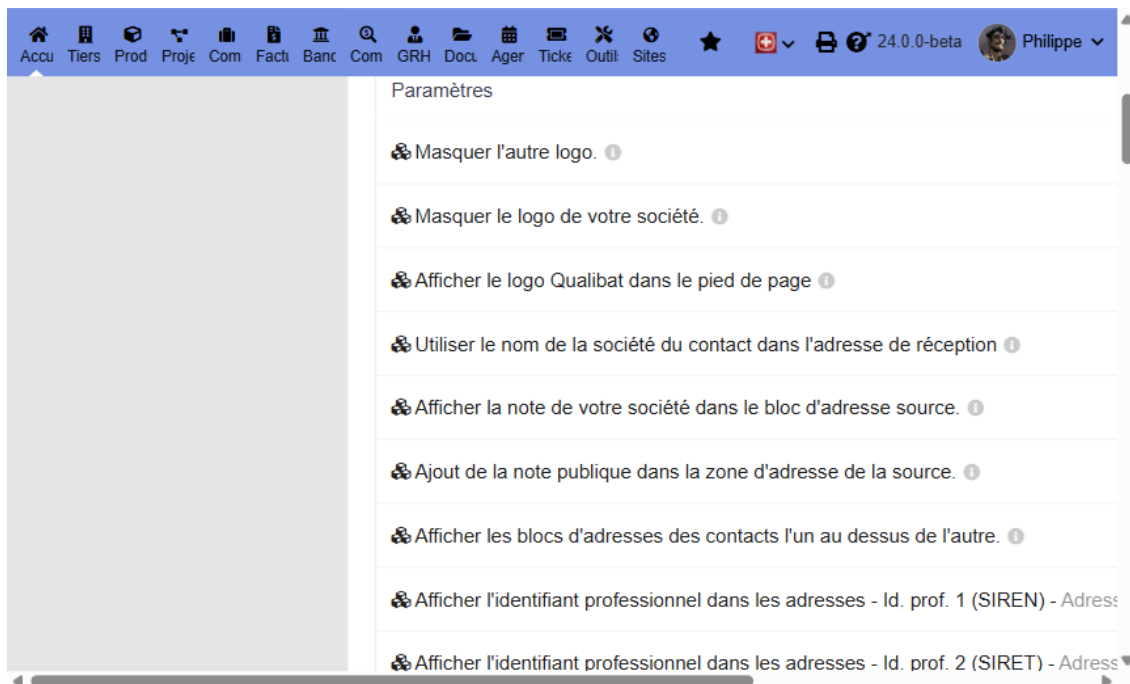 Accu Tiers Prod Proje Com Factu Banc Com GRH Docu Ager Ticke Outil Sites 24.0.0-beta Philippe
Paramètres
Masquer l'autre logo.
Masquer le logo de votre société.
Afficher le logo Qualibat dans le pied de page
Utiliser le nom de la société du contact dans l'adresse de réception
Afficher la note de votre société dans le bloc d'adresse source.
Ajout de la note publique dans la zone d'adresse de la source.
Afficher les blocs d'adresses des contacts l'un au dessus de l'autre.
Afficher l'identifiant professionnel dans les adresses - Id. prof. 1 (SIREN) - Adress
Afficher l'identifiant professionnel dans les adresses - Id. prof. 2 (SIRET) - Adress